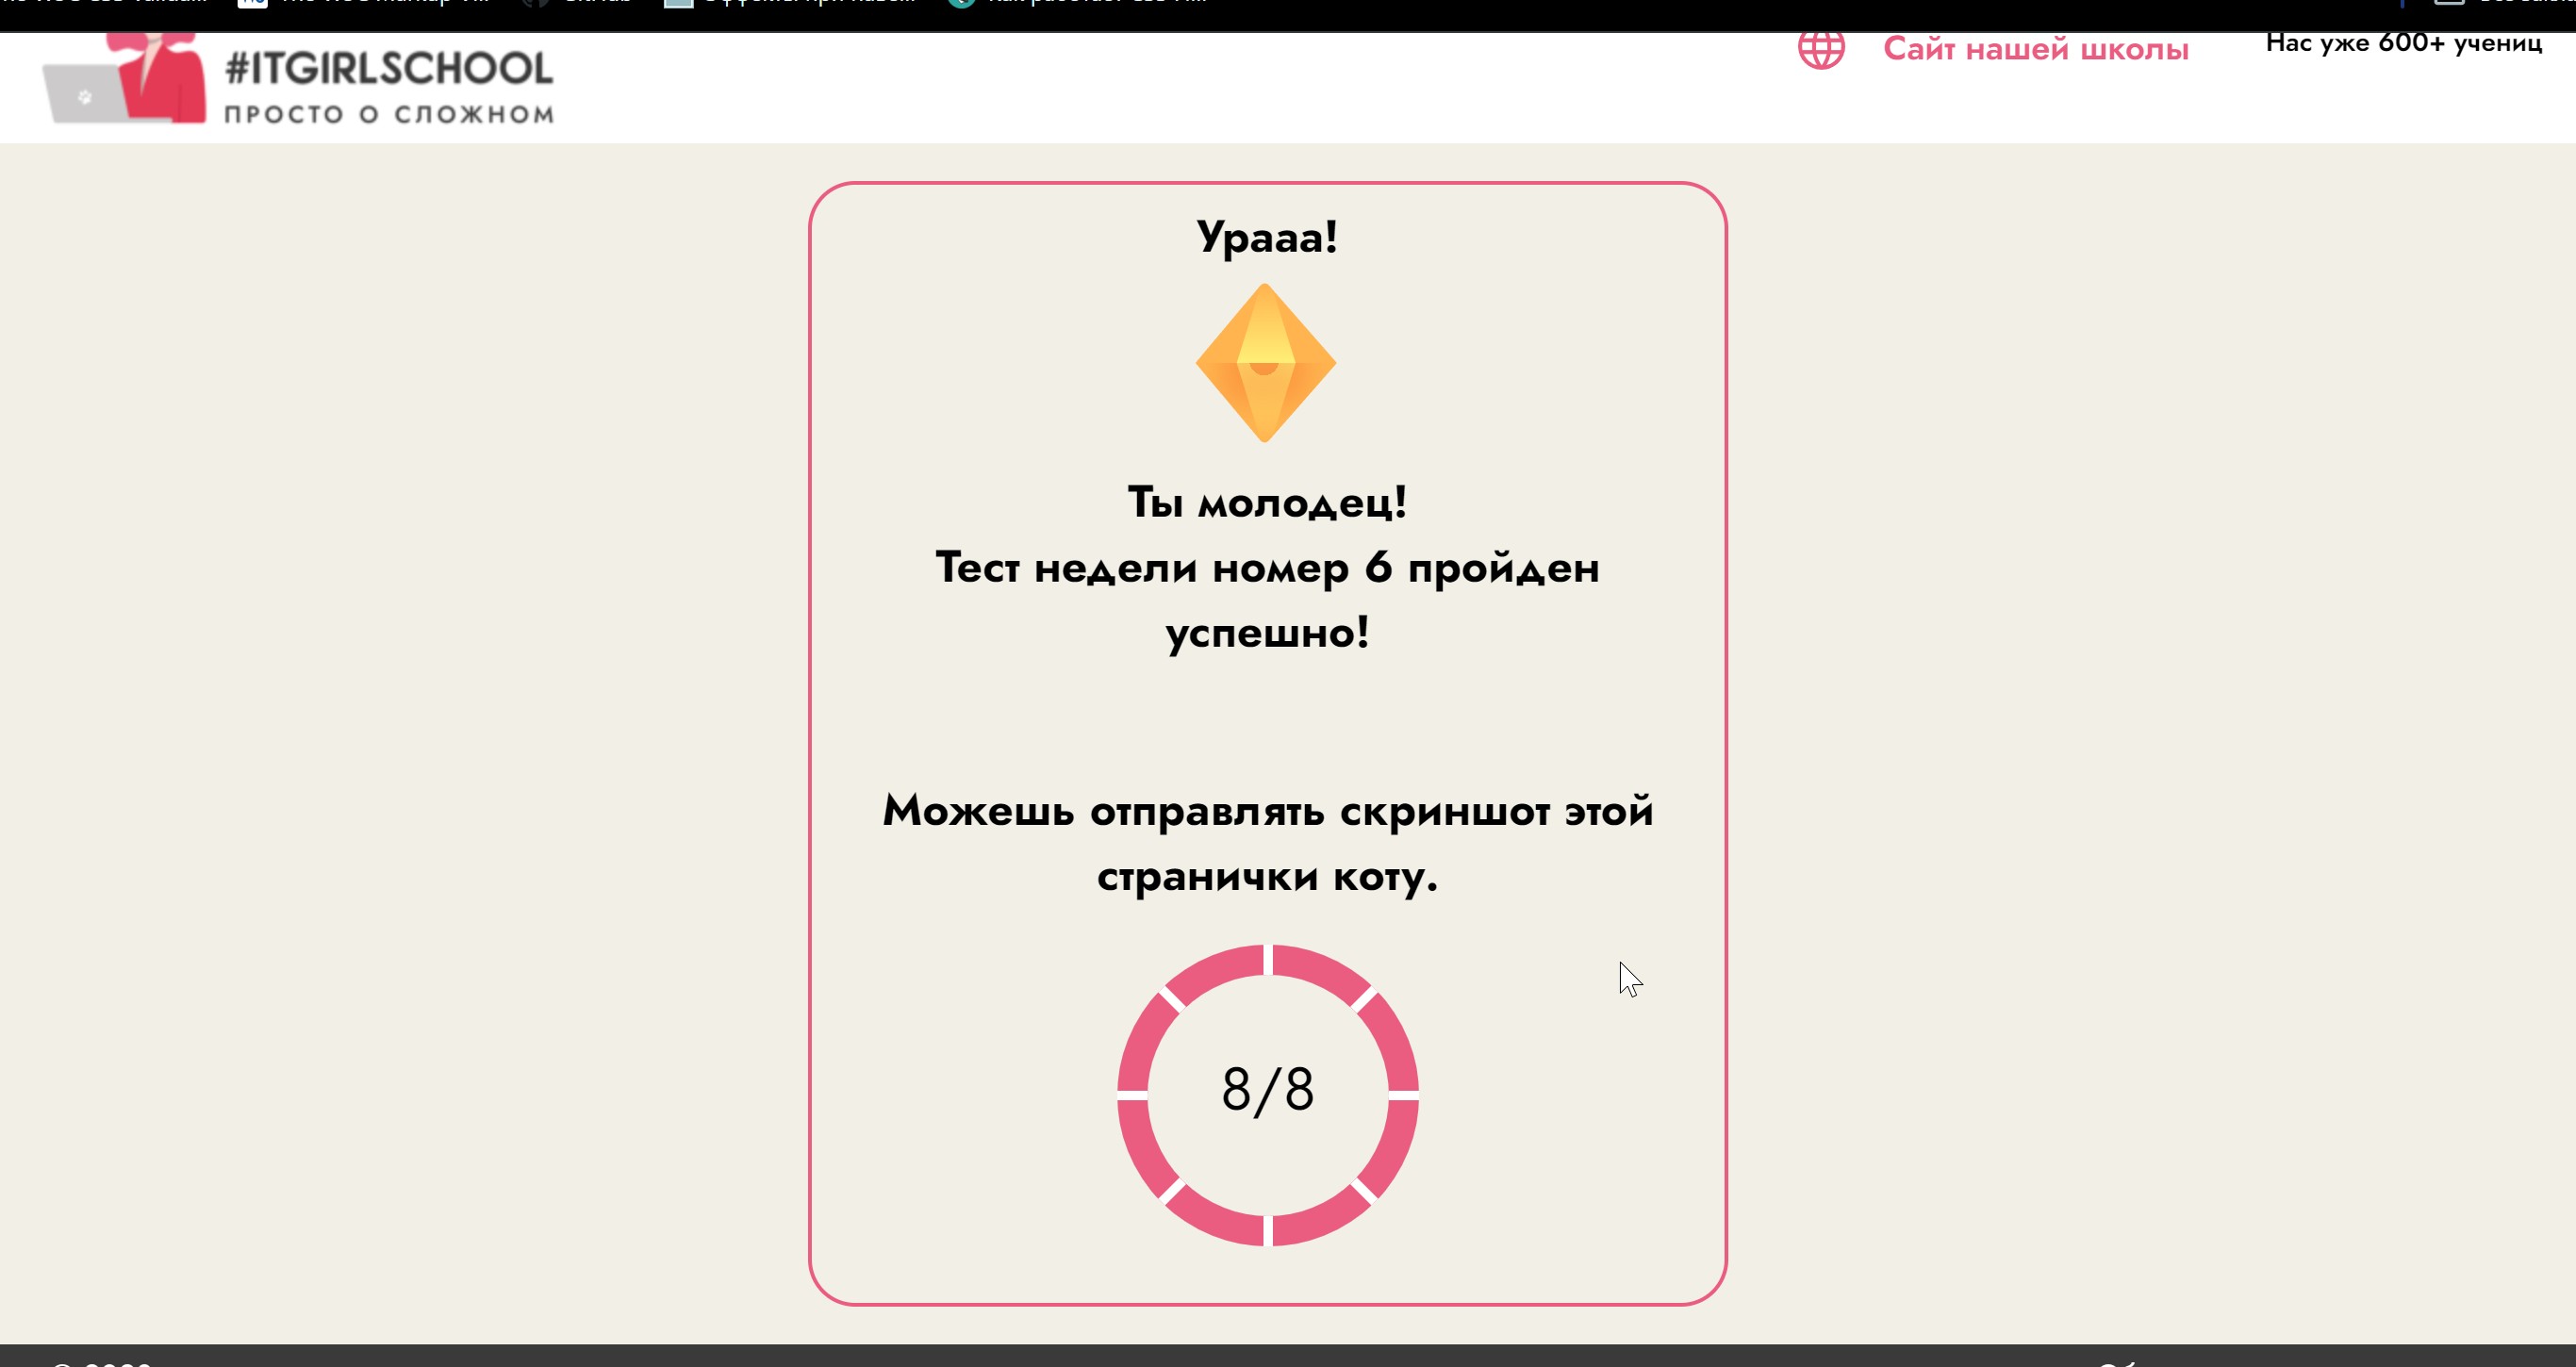 #ITGIRLSCHOOL
ПРОСТО О СЛОЖНОМ
Сайт нашей школы
Нас уже 600+ учениц
Урааа!
Ты молодец!
Тест недели номер 6 пройден
успешно!
Можешь отправлять скриншот этой
странички коту.
8/8